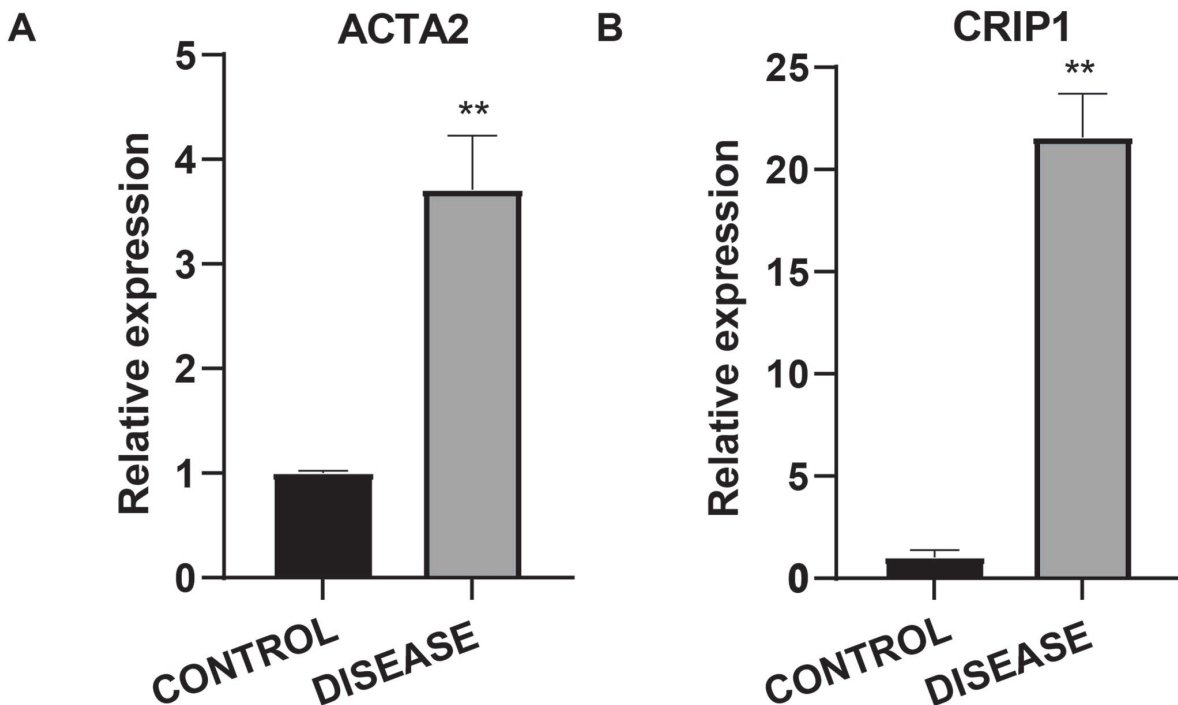 A
ACTA2
Relative expression
5
4
3
2
1
0
**
CONTROL
DISEASE
B
CRIP1
Relative expression
25
20
15
10
5
0
**
CONTROL
DISEASE